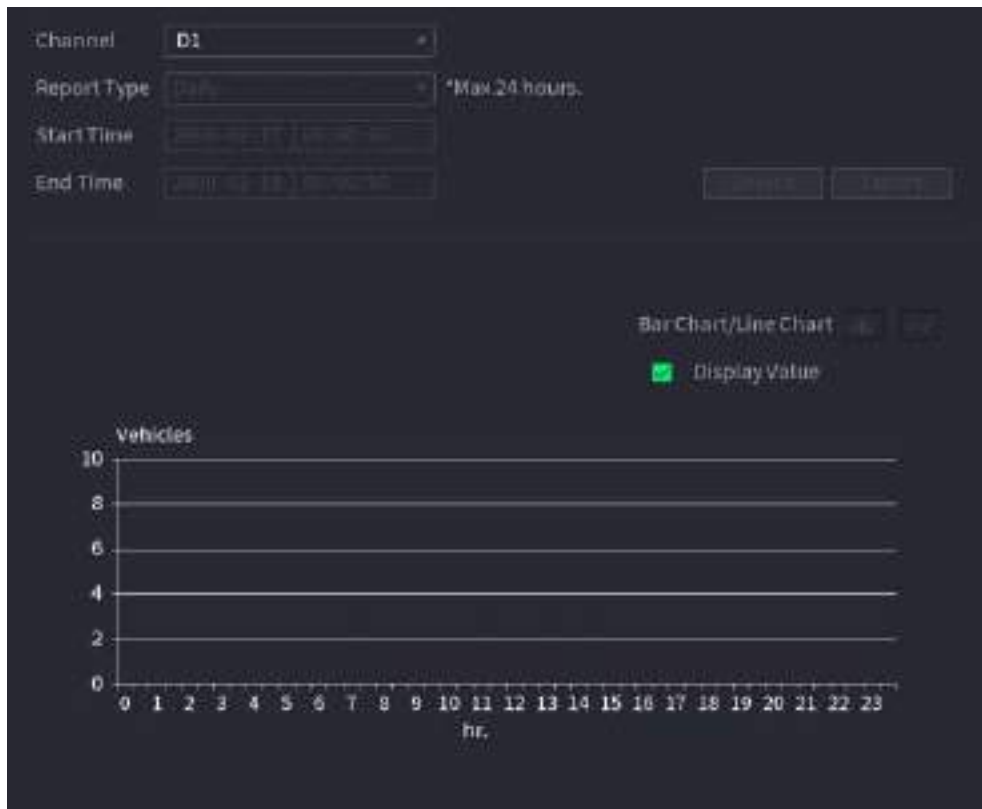 Channel D1
Report Type Daily *Max.24 hours.
Start Time
End Time
Bar Chart/Line Chart
Display Value
Vehicles
10
8
6
4
2
0
0 1 2 3 4 5 6 7 8 9 10 11 12 13 14 15 16 17 18 19 20 21 22 23
hr.